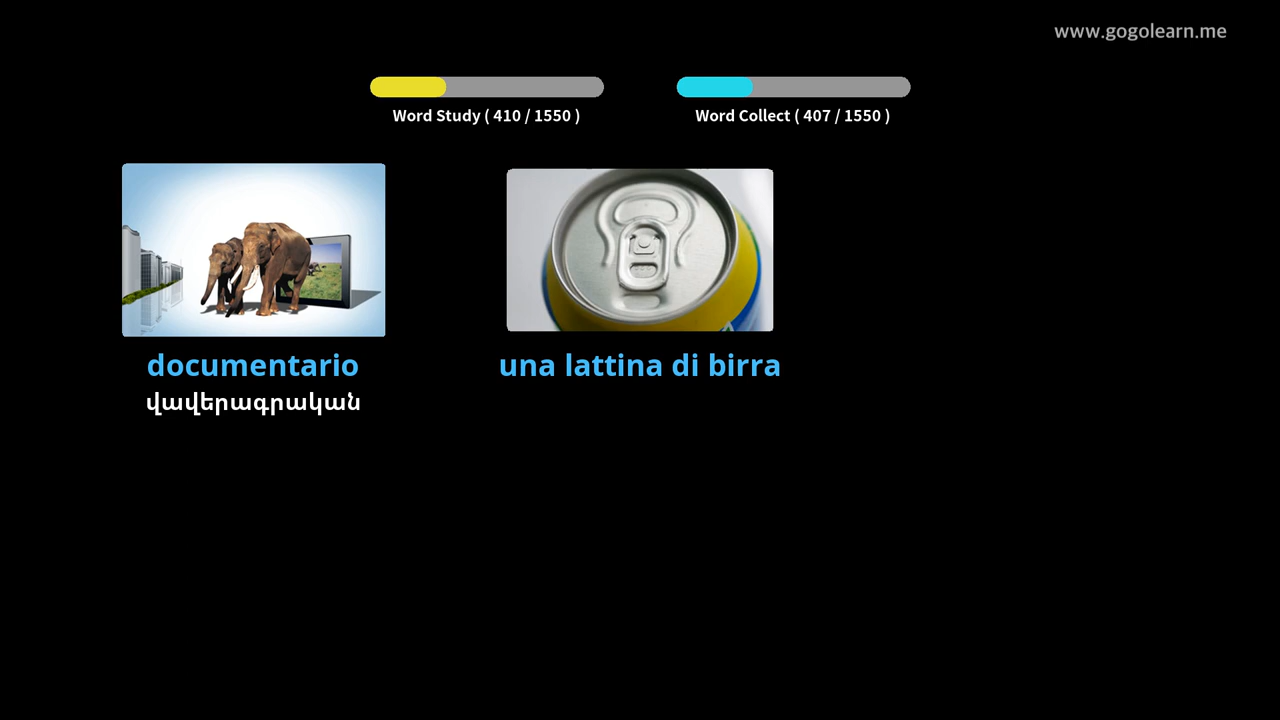 www.gogolearn.me
Word Study ( 410 / 1550 )
Word Collect ( 407 / 1550 )
documentario
վավերագրական
una lattina di birra